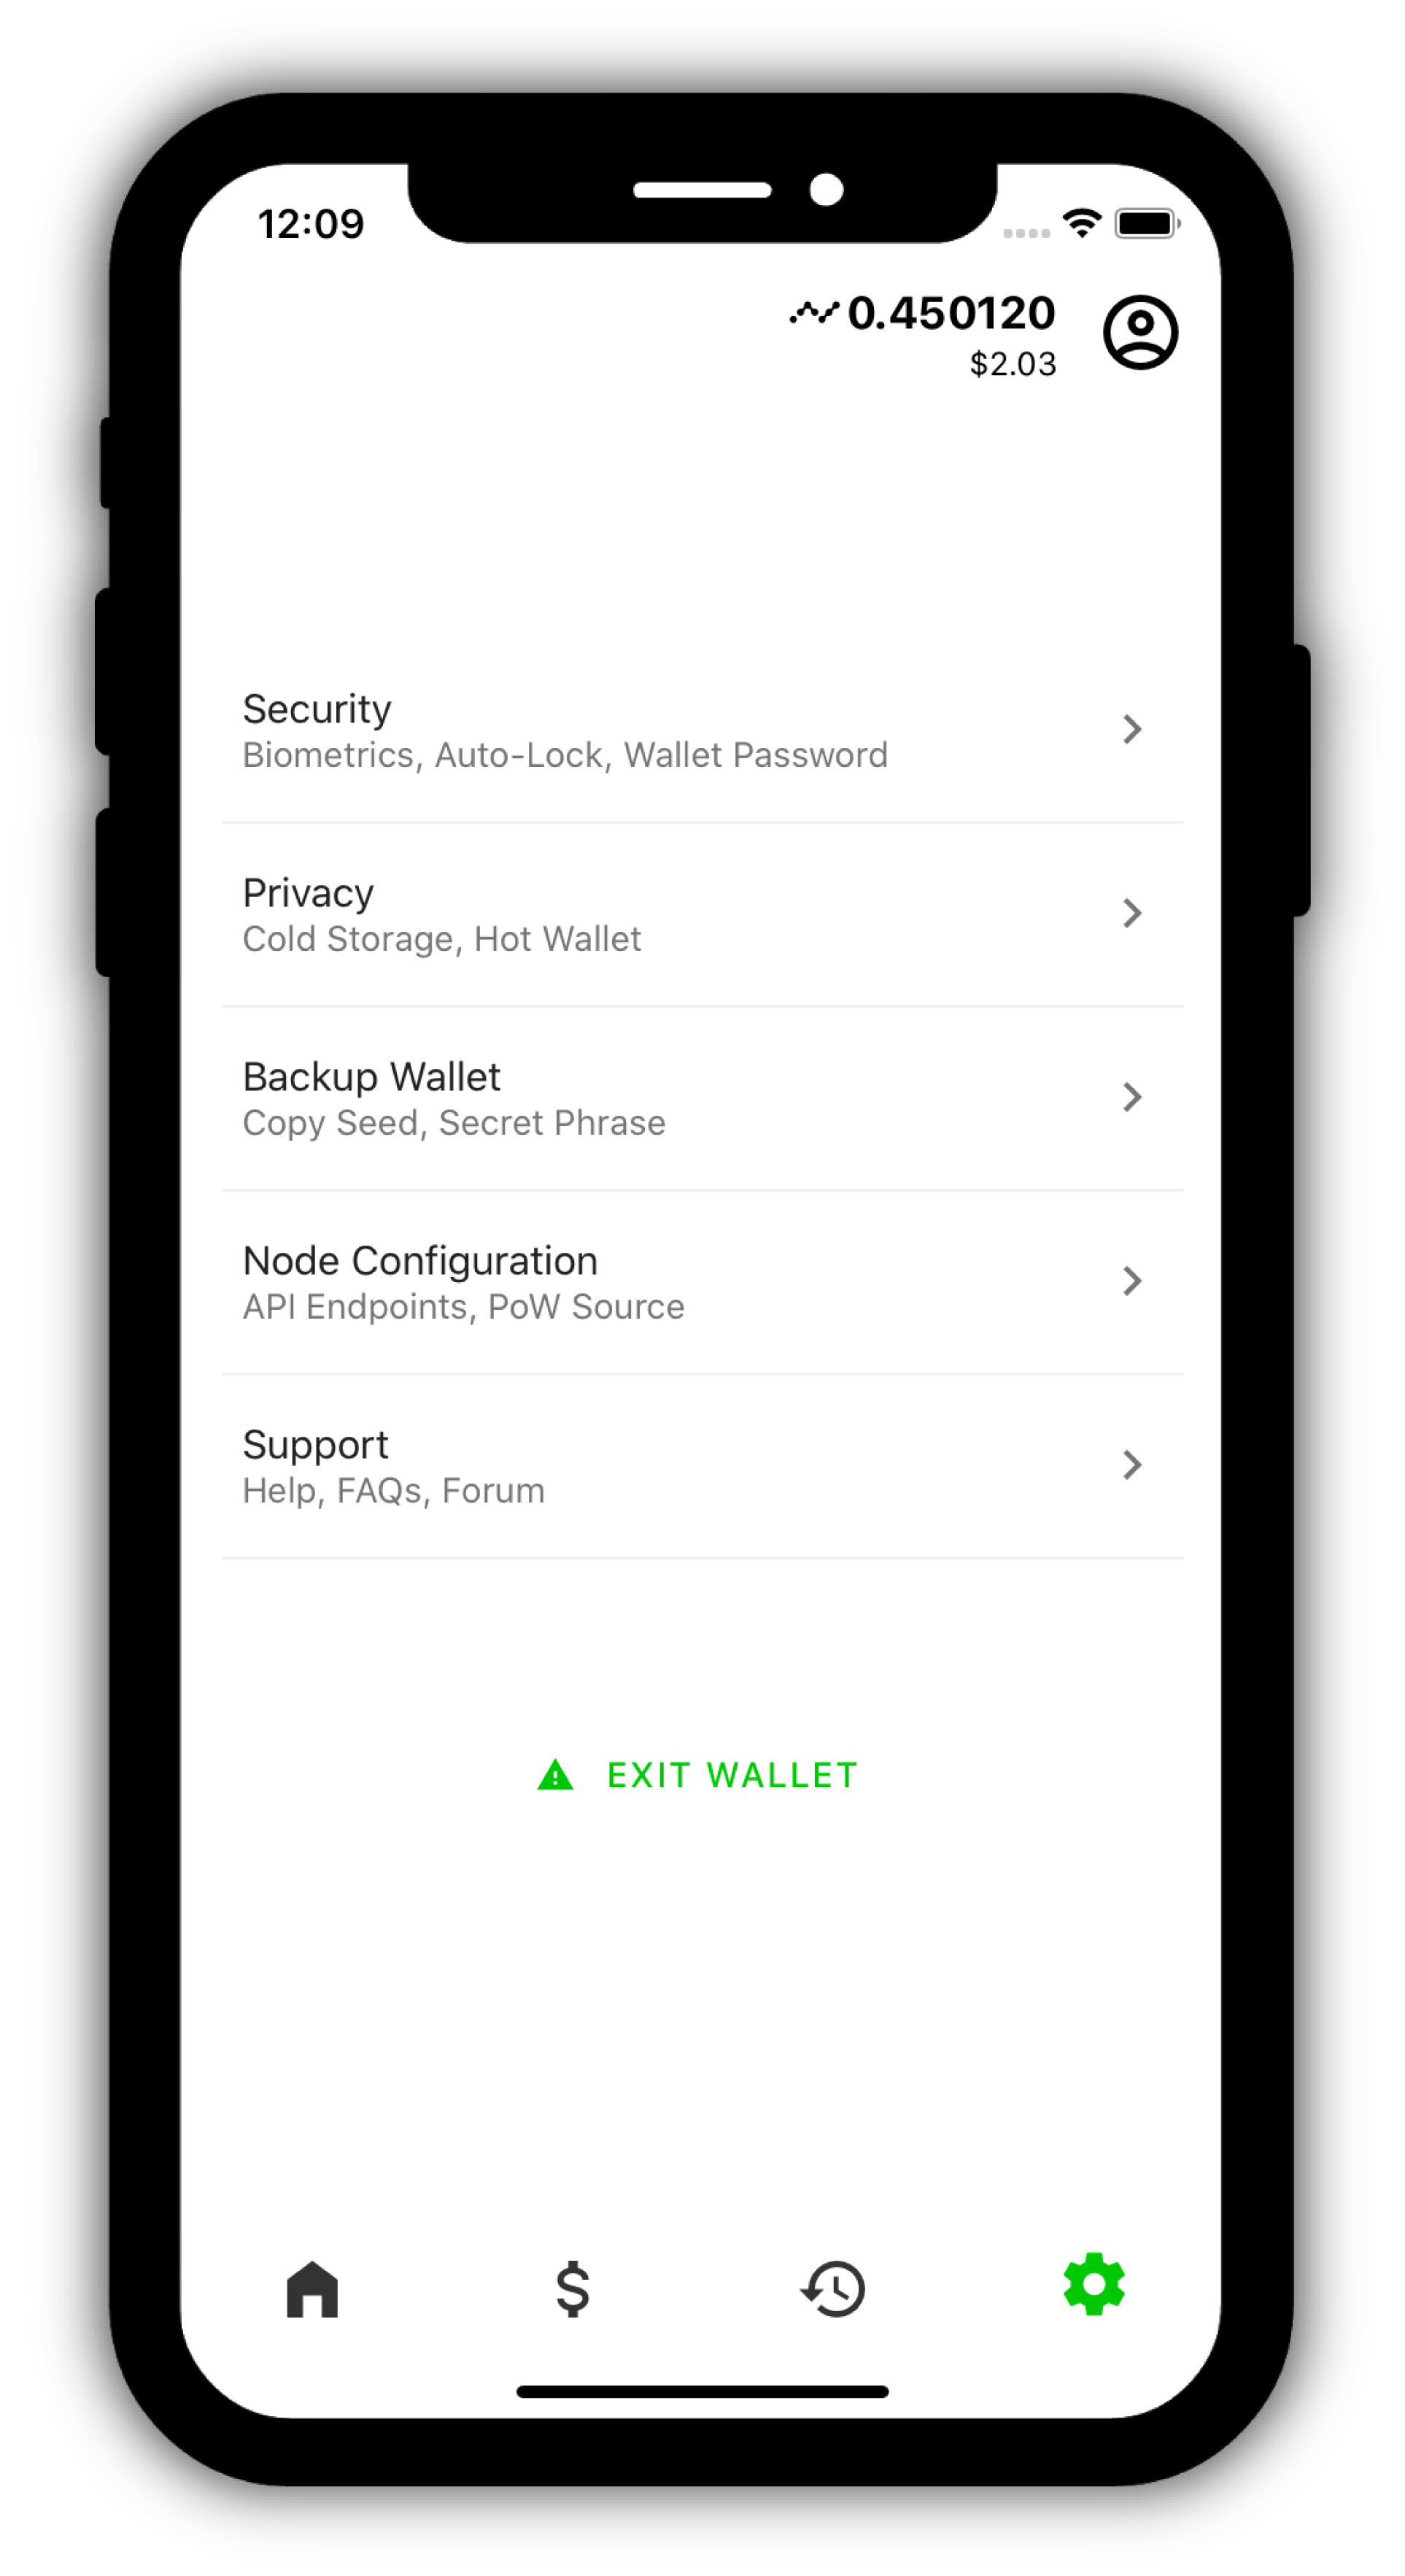 12:09
0.450120
$2.03
Security
Biometrics, Auto-Lock, Wallet Password
Privacy
Cold Storage, Hot Wallet
Backup Wallet
Copy Seed, Secret Phrase
Node Configuration
API Endpoints, PoW Source
Support
Help, FAQs, Forum
EXIT WALLET